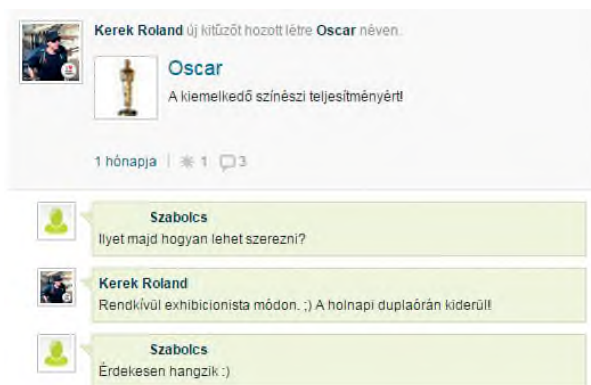 Kerek Roland új kitűzőt hozott létre Oscar néven.
Oscar
A kiemelkedő színészi teljesítményért!
1 hónapja | 1 3
Szabolcs
Ilyet majd hogyan lehet szerezni?
Kerek Roland
Rendkívül exhibicionista módon. ;) A holnapi duplaórán kiderül!
Szabolcs
Érdekesen hangzik :)